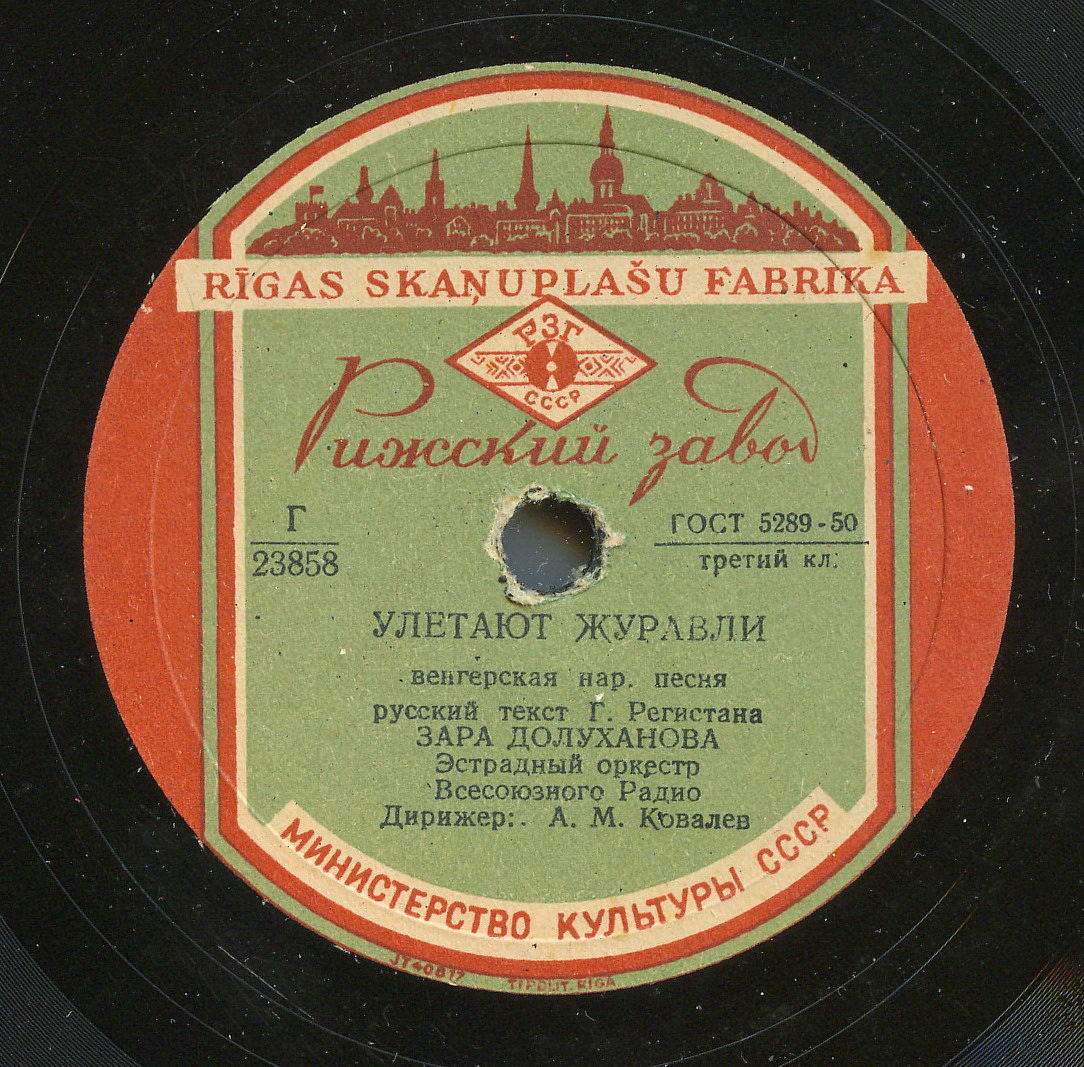 RĪGAS SKAŅUPLAŠU FABRIKA
РЗГ
СССР
Рижский завод
Г
23858
ГОСТ 5289-50
третий кл.
УЛЕТАЮТ ЖУРАВЛИ
венгерская нар. песня
русский текст Г. Регистана
ЗАРА ДОЛУХАНОВА
Эстрадный оркестр
Всесоюзного Радио
Дирижер: А. М. Ковалев
МИНИСТЕРСТВО КУЛЬТУРЫ СССР
RIGA